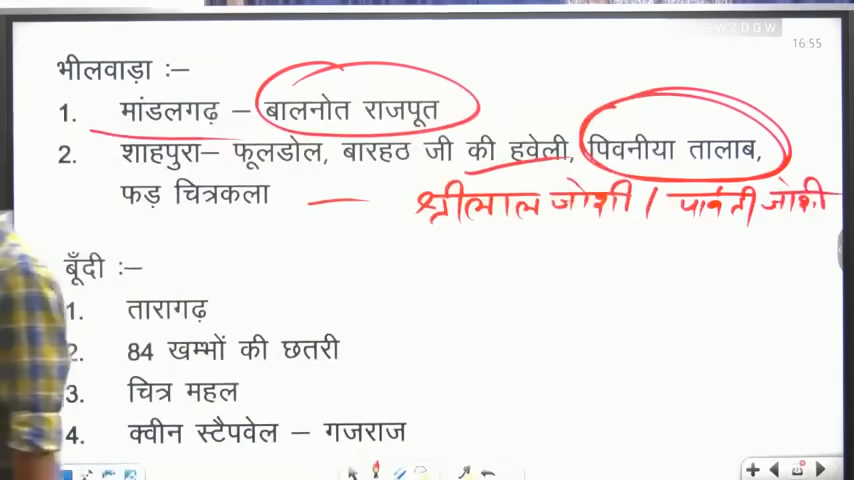 GWZDGW
16:55
भीलवाड़ा :–
1. मांडलगढ़ – बालनोत राजपूत
2. शाहपुरा– फूलडोल, बारहठ जी की हवेली, पिवनीया तालाब,
फड़ चित्रकला — श्रीलाल जोशी / पार्वती जोशी
बूँदी :–
1. तारागढ़
2. 84 खम्भों की छतरी
3. चित्र महल
4. क्वीन स्टैपवेल – गजराज